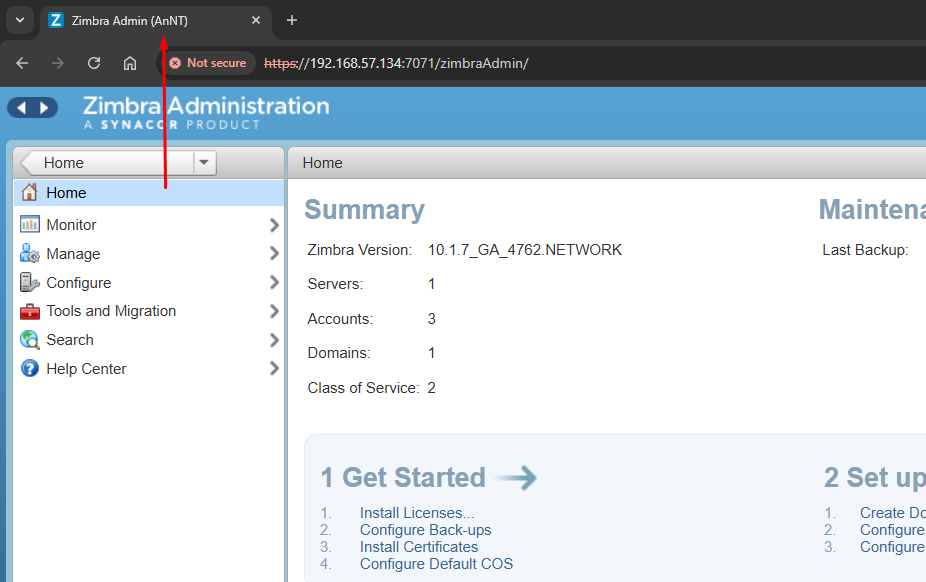 Zimbra Admin (AnNT)
Not secure
https://192.168.57.134:7071/zimbraAdmin/
Zimbra Administration
A SYNACOR PRODUCT
Home
Home
Home
Monitor
Manage
Configure
Tools and Migration
Search
Help Center
Summary
Zimbra Version: 10.1.7_GA_4762.NETWORK
Servers: 1
Accounts: 3
Domains: 1
Class of Service: 2
Maintena
Last Backup:
1 Get Started
1. Install Licenses...
2. Configure Back-ups
3. Install Certificates
4. Configure Default COS
2 Set up
1. Create Do
2. Configure
3. Configure